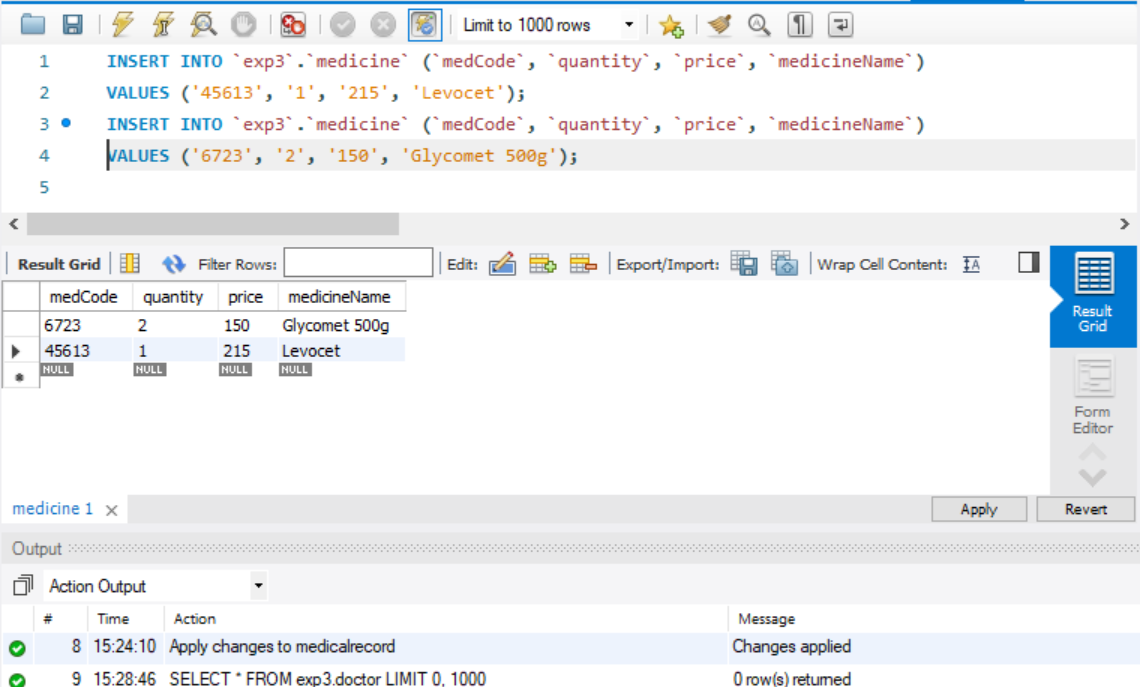 Limit to 1000 rows
1 INSERT INTO `exp3`.`medicine` (`medCode`, `quantity`, `price`, `medicineName`)
2 VALUES ('45613', '1', '215', 'Levocet');
3 INSERT INTO `exp3`.`medicine` (`medCode`, `quantity`, `price`, `medicineName`)
4 VALUES ('6723', '2', '150', 'Glycomet 500g');
5
Result Grid Filter Rows: Edit: Export/Import: Wrap Cell Content: IA
medCode quantity price medicineName
6723 2 150 Glycomet 500g
45613 1 215 Levocet
NULL NULL NULL NULL
Result
Grid
Form
Editor
medicine 1 Apply Revert
Output
Action Output
# Time Action Message
8 15:24:10 Apply changes to medicalrecord Changes applied
9 15:28:46 SELECT * FROM exp3.doctor LIMIT 0, 1000 0 row(s) returned